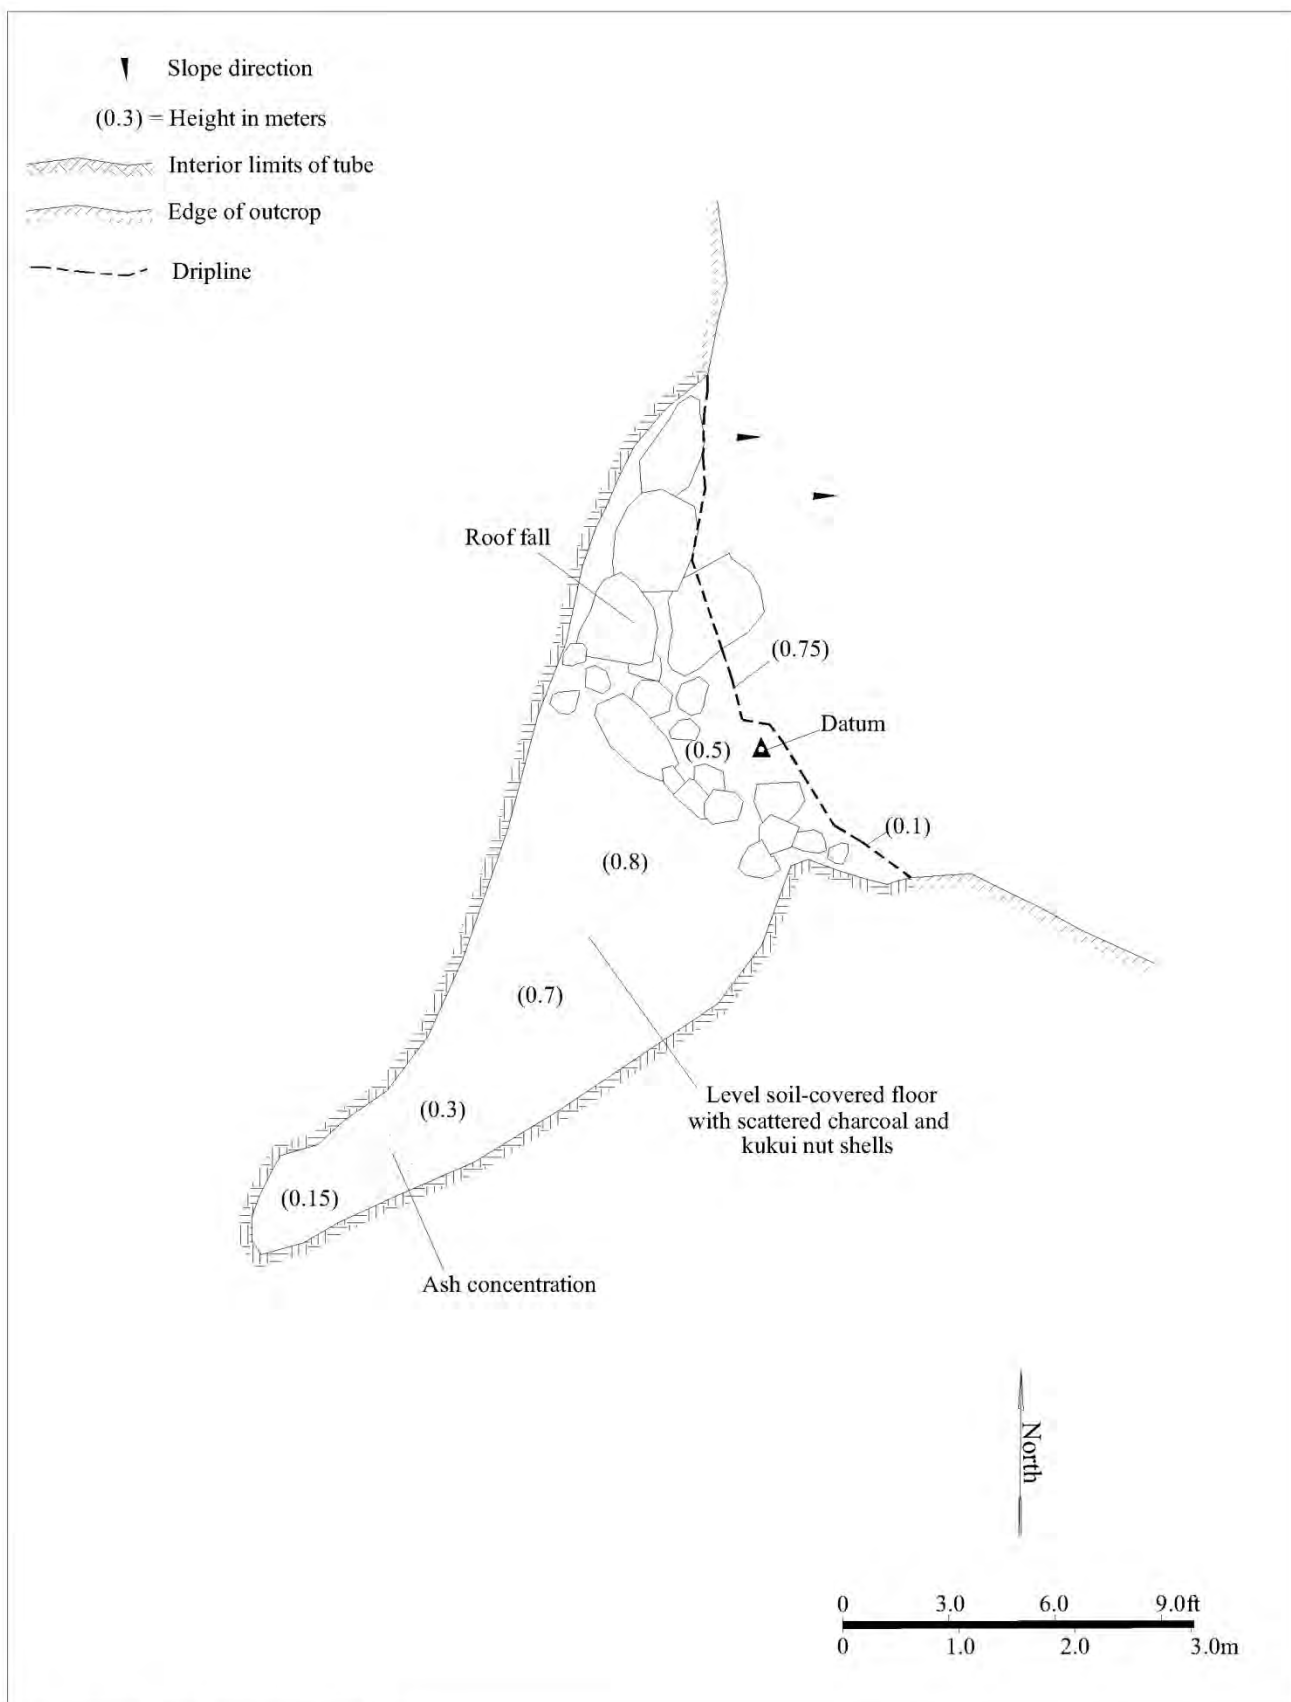 Slope direction
(0.3) = Height in meters
Interior limits of tube
Edge of outcrop
Dripline
Roof fall
(0.75)
Datum
(0.5)
(0.1)
(0.8)
(0.7)
Level soil-covered floor
with scattered charcoal and
kukui nut shells
(0.3)
(0.15)
Ash concentration
North
0 3.0 6.0 9.0ft
0 1.0 2.0 3.0m